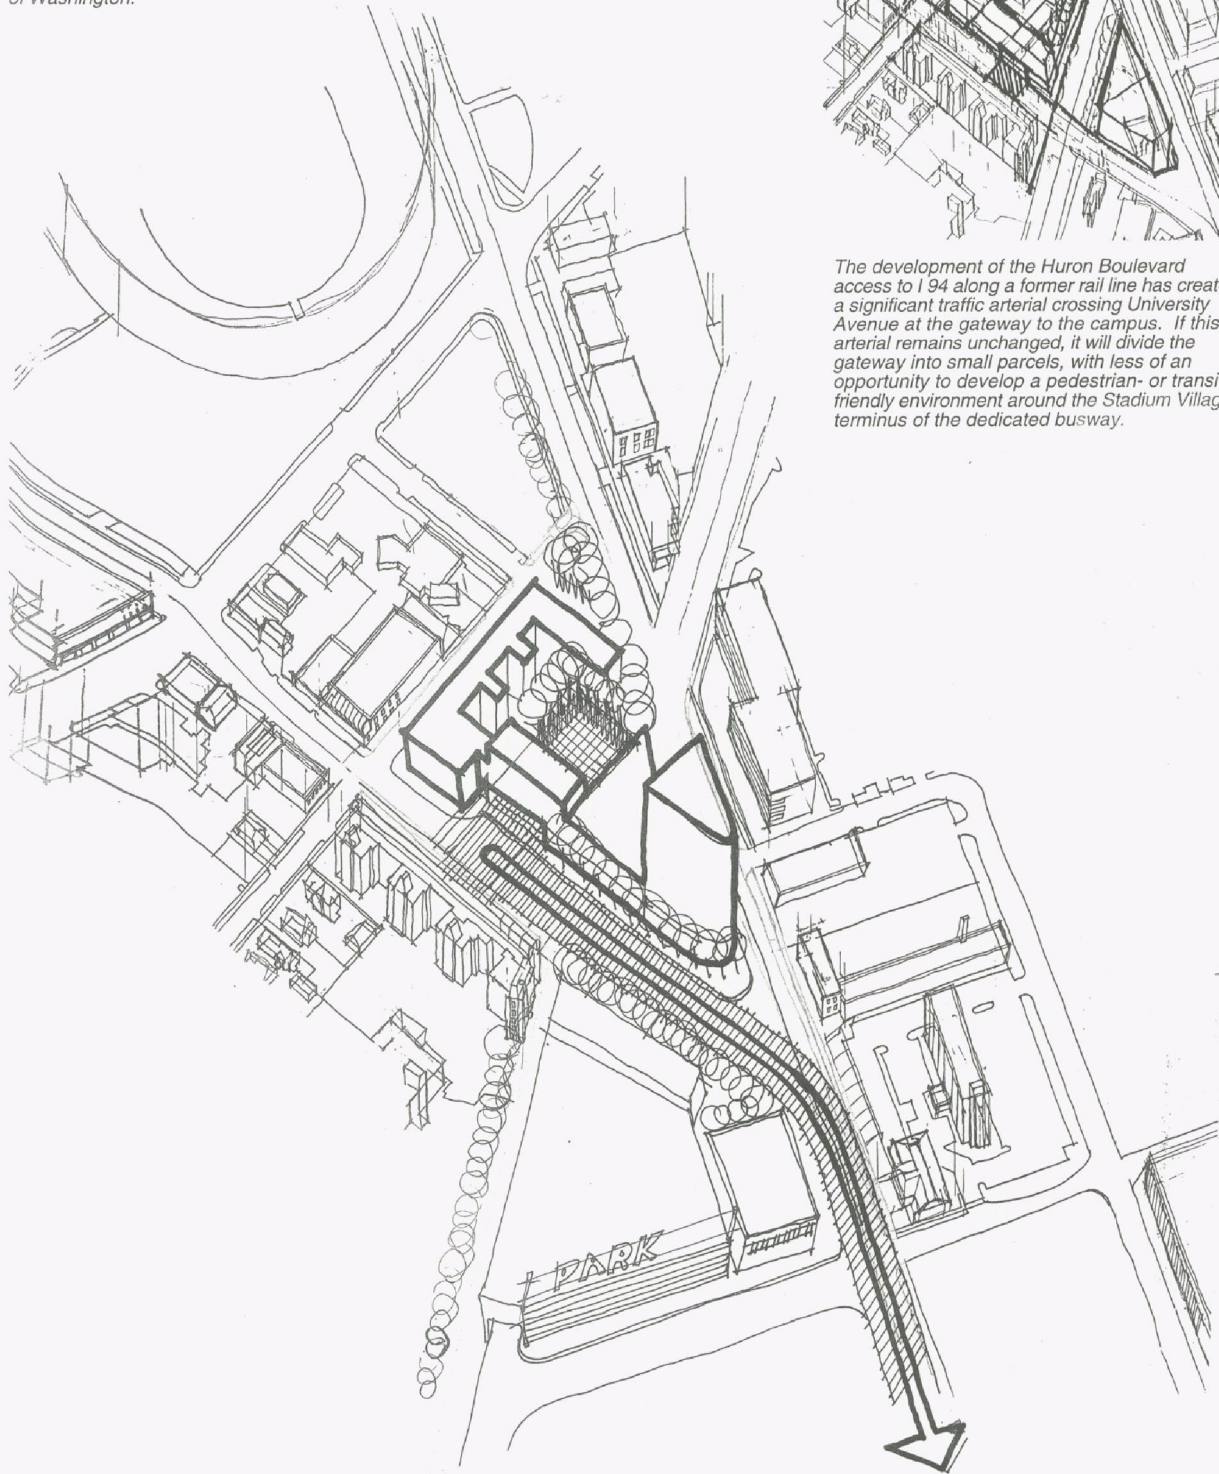 of Washington.
The development of the Huron Boulevard
access to I 94 along a former rail line has creat
a significant traffic arterial crossing University
Avenue at the gateway to the campus. If this
arterial remains unchanged, it will divide the
gateway into small parcels, with less of an
opportunity to develop a pedestrian- or transi
friendly environment around the Stadium Villag
terminus of the dedicated busway.
PARK